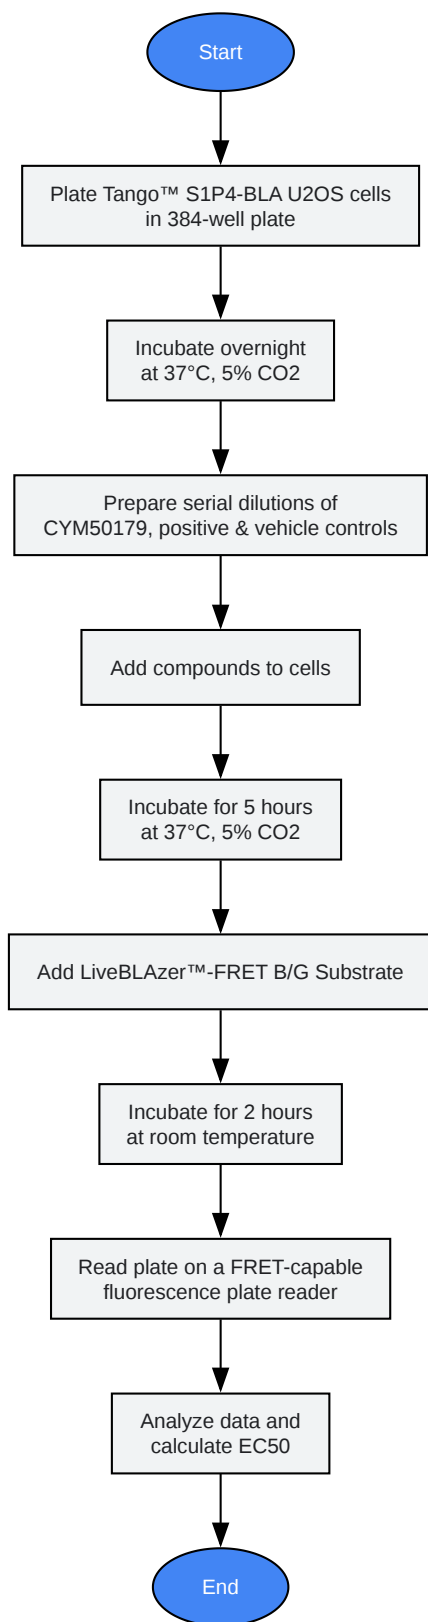 Start
Plate Tango™ S1P4-BLA U2OS cells
in 384-well plate
Incubate overnight
at 37°C, 5% CO2
Prepare serial dilutions of
CYM50179, positive & vehicle controls
Add compounds to cells
Incubate for 5 hours
at 37°C, 5% CO2
Add LiveBLAzer™-FRET B/G Substrate
Incubate for 2 hours
at room temperature
Read plate on a FRET-capable
fluorescence plate reader
Analyze data and
calculate EC50
End